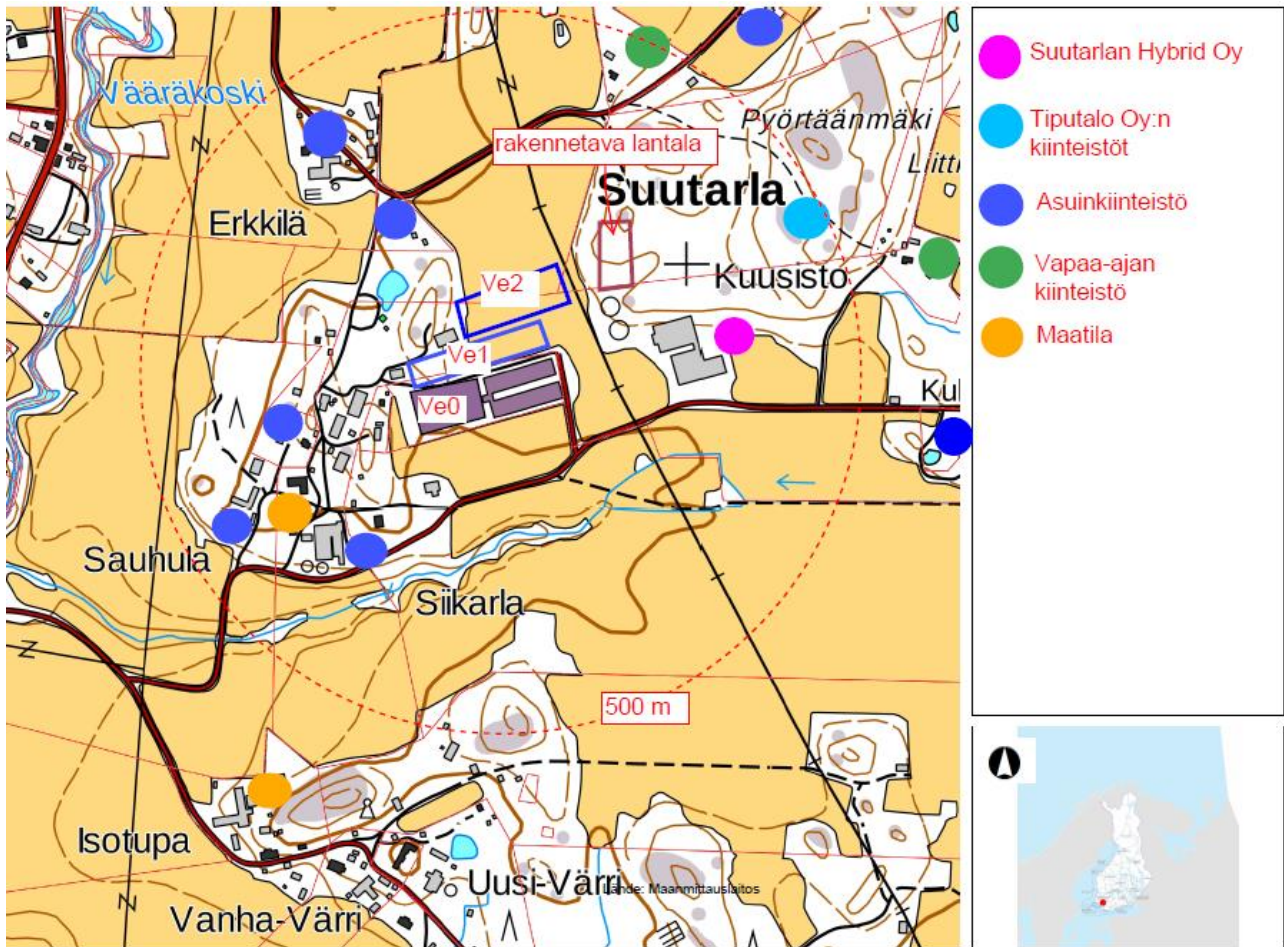 Vääräkoski
rakennetava lantala
Pyörtäänmäki
Suutarla
Erkkilä
Ve2
Kuusisto
Ve1
Ve0
Sauhula
Siikarla
500 m
Isotupa
Uusi-Värri
Lähde: Maanmittauslaitos
Vanha-Värri
Suutarlan Hybrid Oy
Tiputalo Oy:n
kiinteistöt
Asuinkiinteistö
Vapaa-ajan
kiinteistö
Maatila